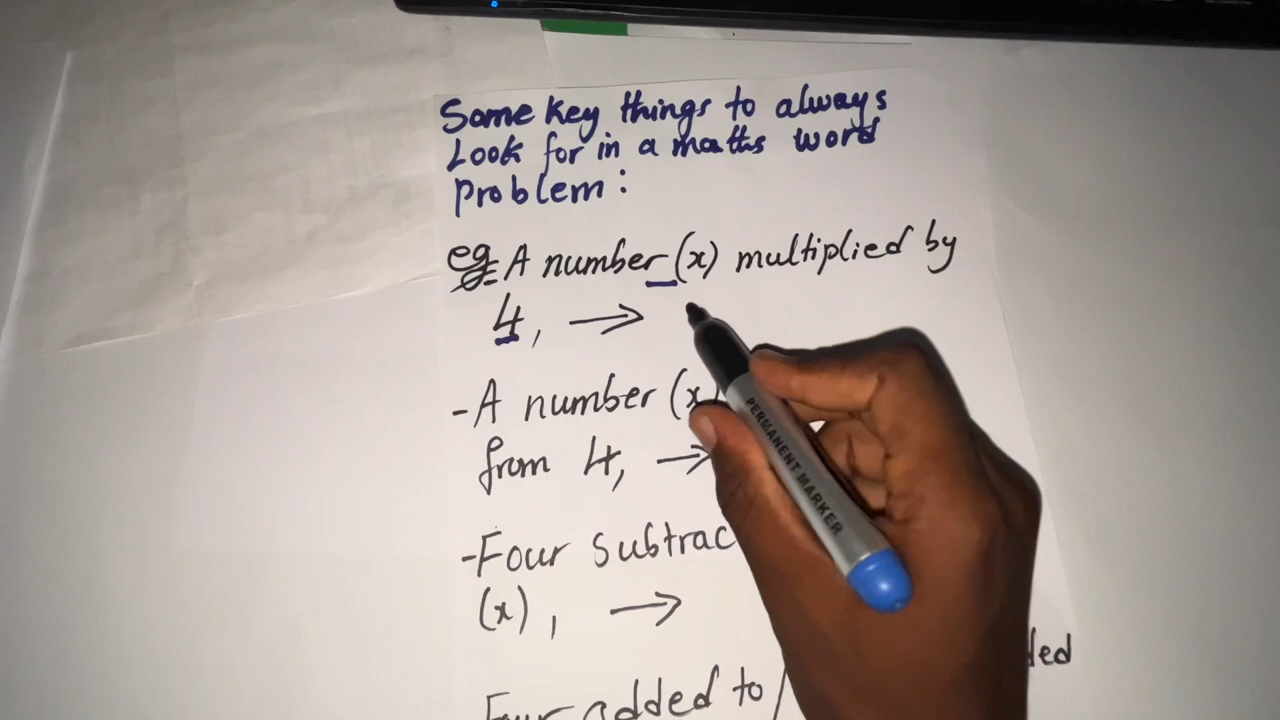 Some key things to always
Look for in a maths word
problem:
eg A number (x) multiplied by
4, →
- A number (x)
from 4, →
- Four subtrac
(x), →
Four added to / ded
PERMANENT MARKER